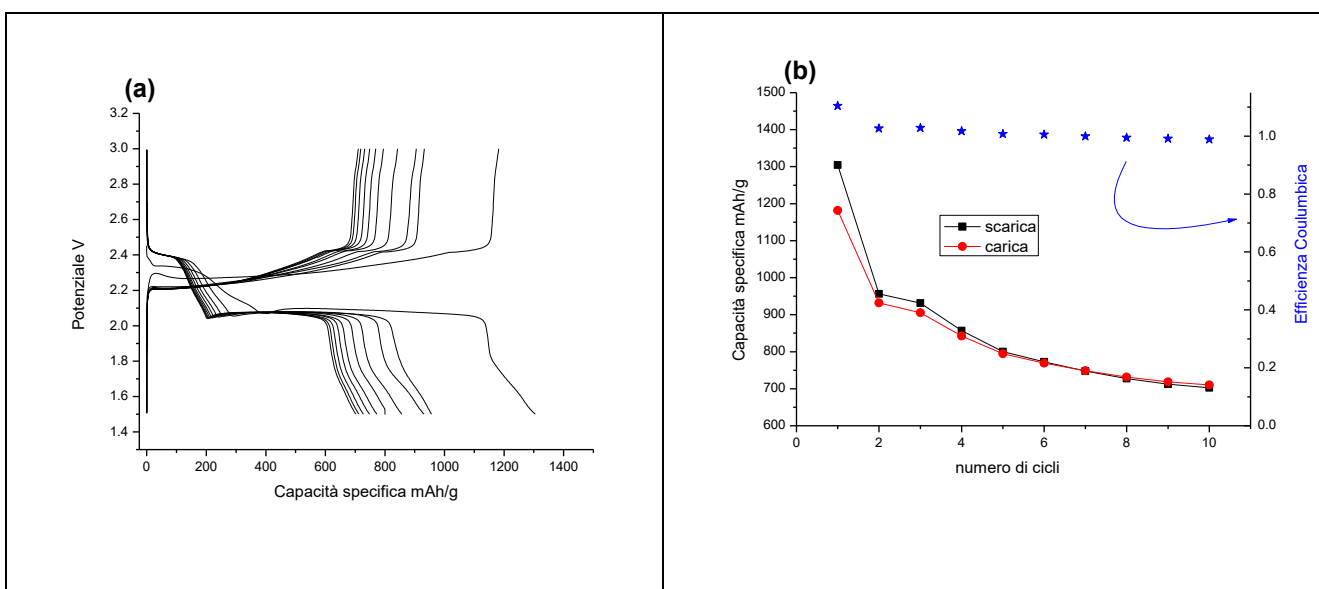 (a)
3.2
3.0
2.8
2.6
2.4
2.2
2.0
1.8
1.6
1.4
Potenziale V
0 200 400 600 800 1000 1200 1400
Capacità specifica mAh/g
(b)
1500
1400
1300
1200
1100
1000
900
800
700
600
Capacità specifica mAh/g
scarica
carica
1.0
0.8
0.6
0.4
0.2
0.0
Efficienza Coulumbica
0 2 4 6 8 10
numero di cicli